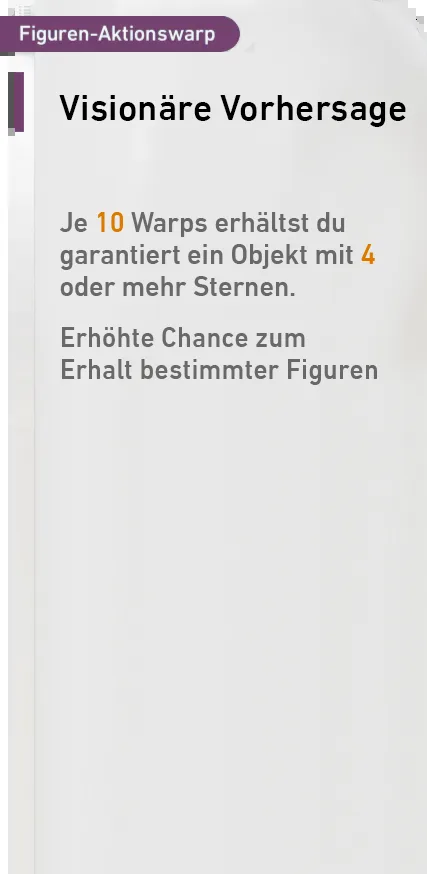 Figuren-Aktionswarp
Visionäre Vorhersage
Je 10 Warps erhältst du
garantiert ein Objekt mit 4
oder mehr Sternen.
Erhöhte Chance zum
Erhalt bestimmter Figuren